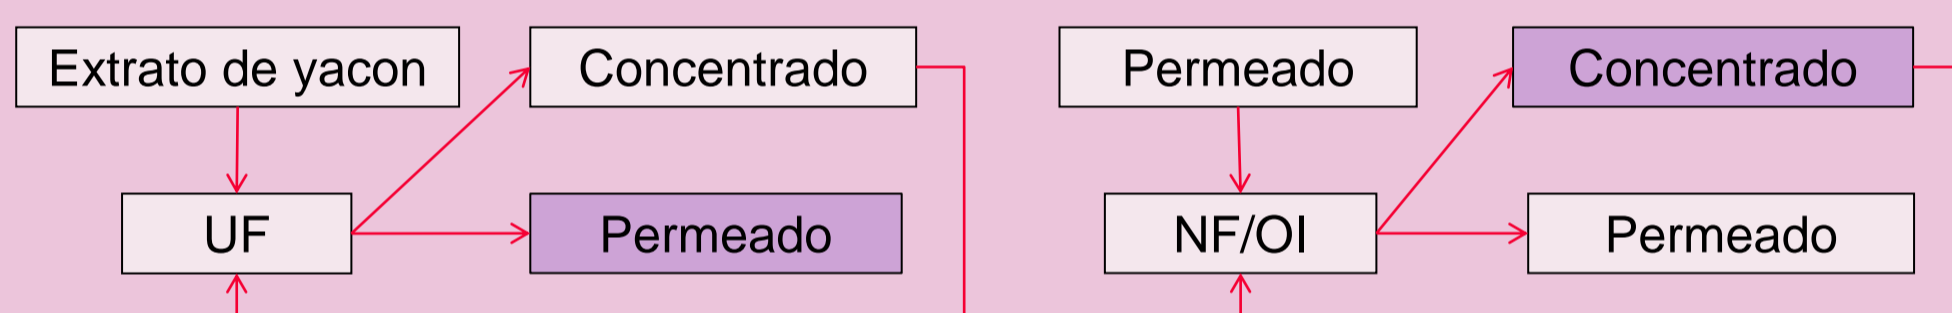 Extrato de yacon
Concentrado
UF
Permeado
Permeado
Concentrado
NF/OI
Permeado